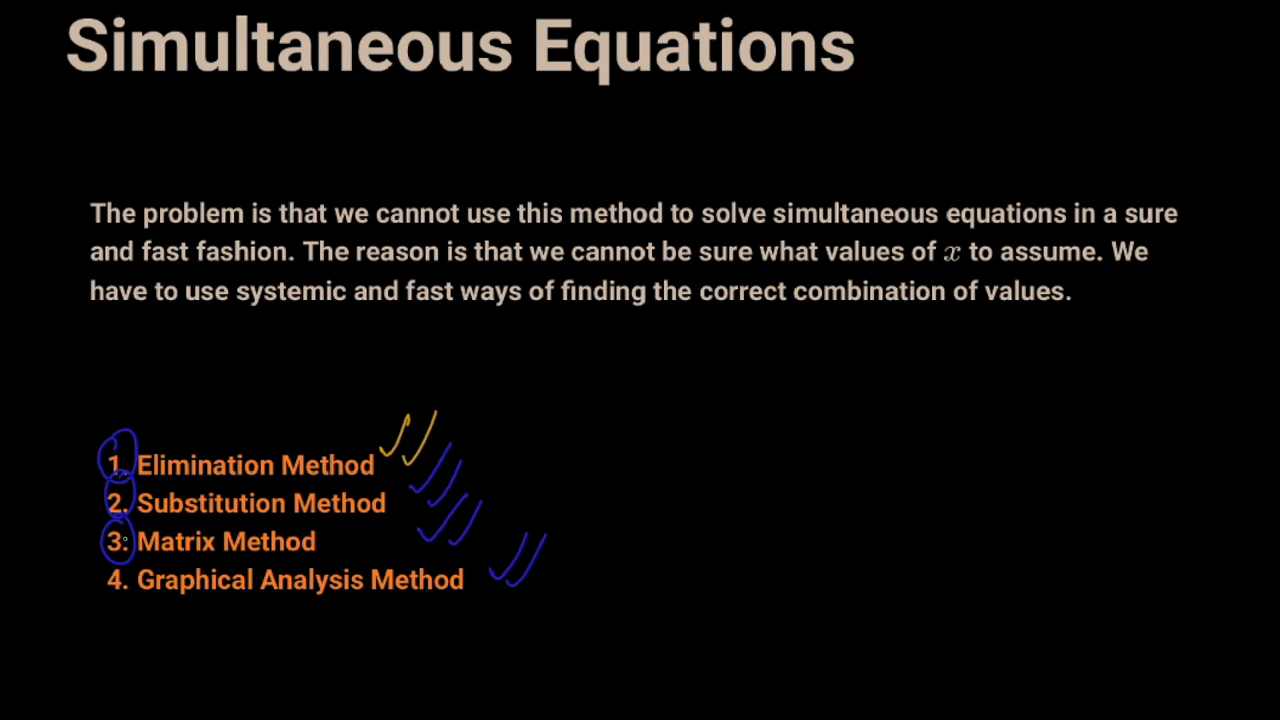 Simultaneous Equations
The problem is that we cannot use this method to solve simultaneous equations in a sure
and fast fashion. The reason is that we cannot be sure what values of x to assume. We
have to use systemic and fast ways of finding the correct combination of values.
1. Elimination Method
2. Substitution Method
3. Matrix Method
4. Graphical Analysis Method